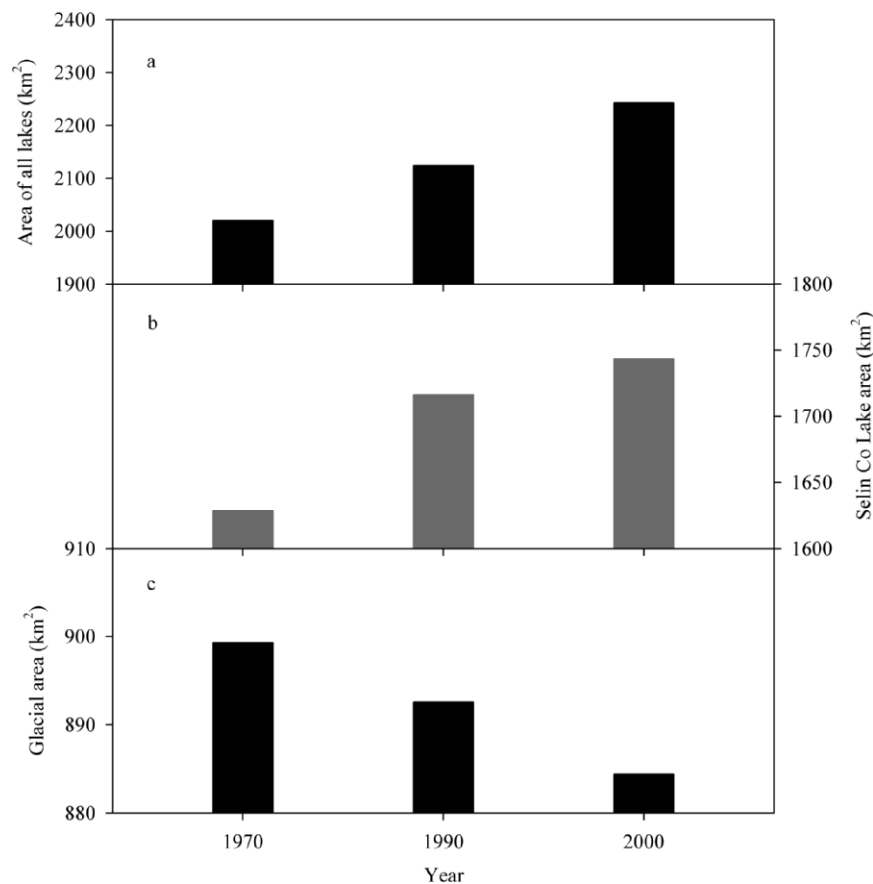 Area of all lakes (km²)
2400
2300
2200
2100
2000
1900
a
Selin Co Lake area (km²)
1800
1750
1700
1650
1600
b
Glacial area (km²)
910
900
890
880
c
1970 1990 2000
Year